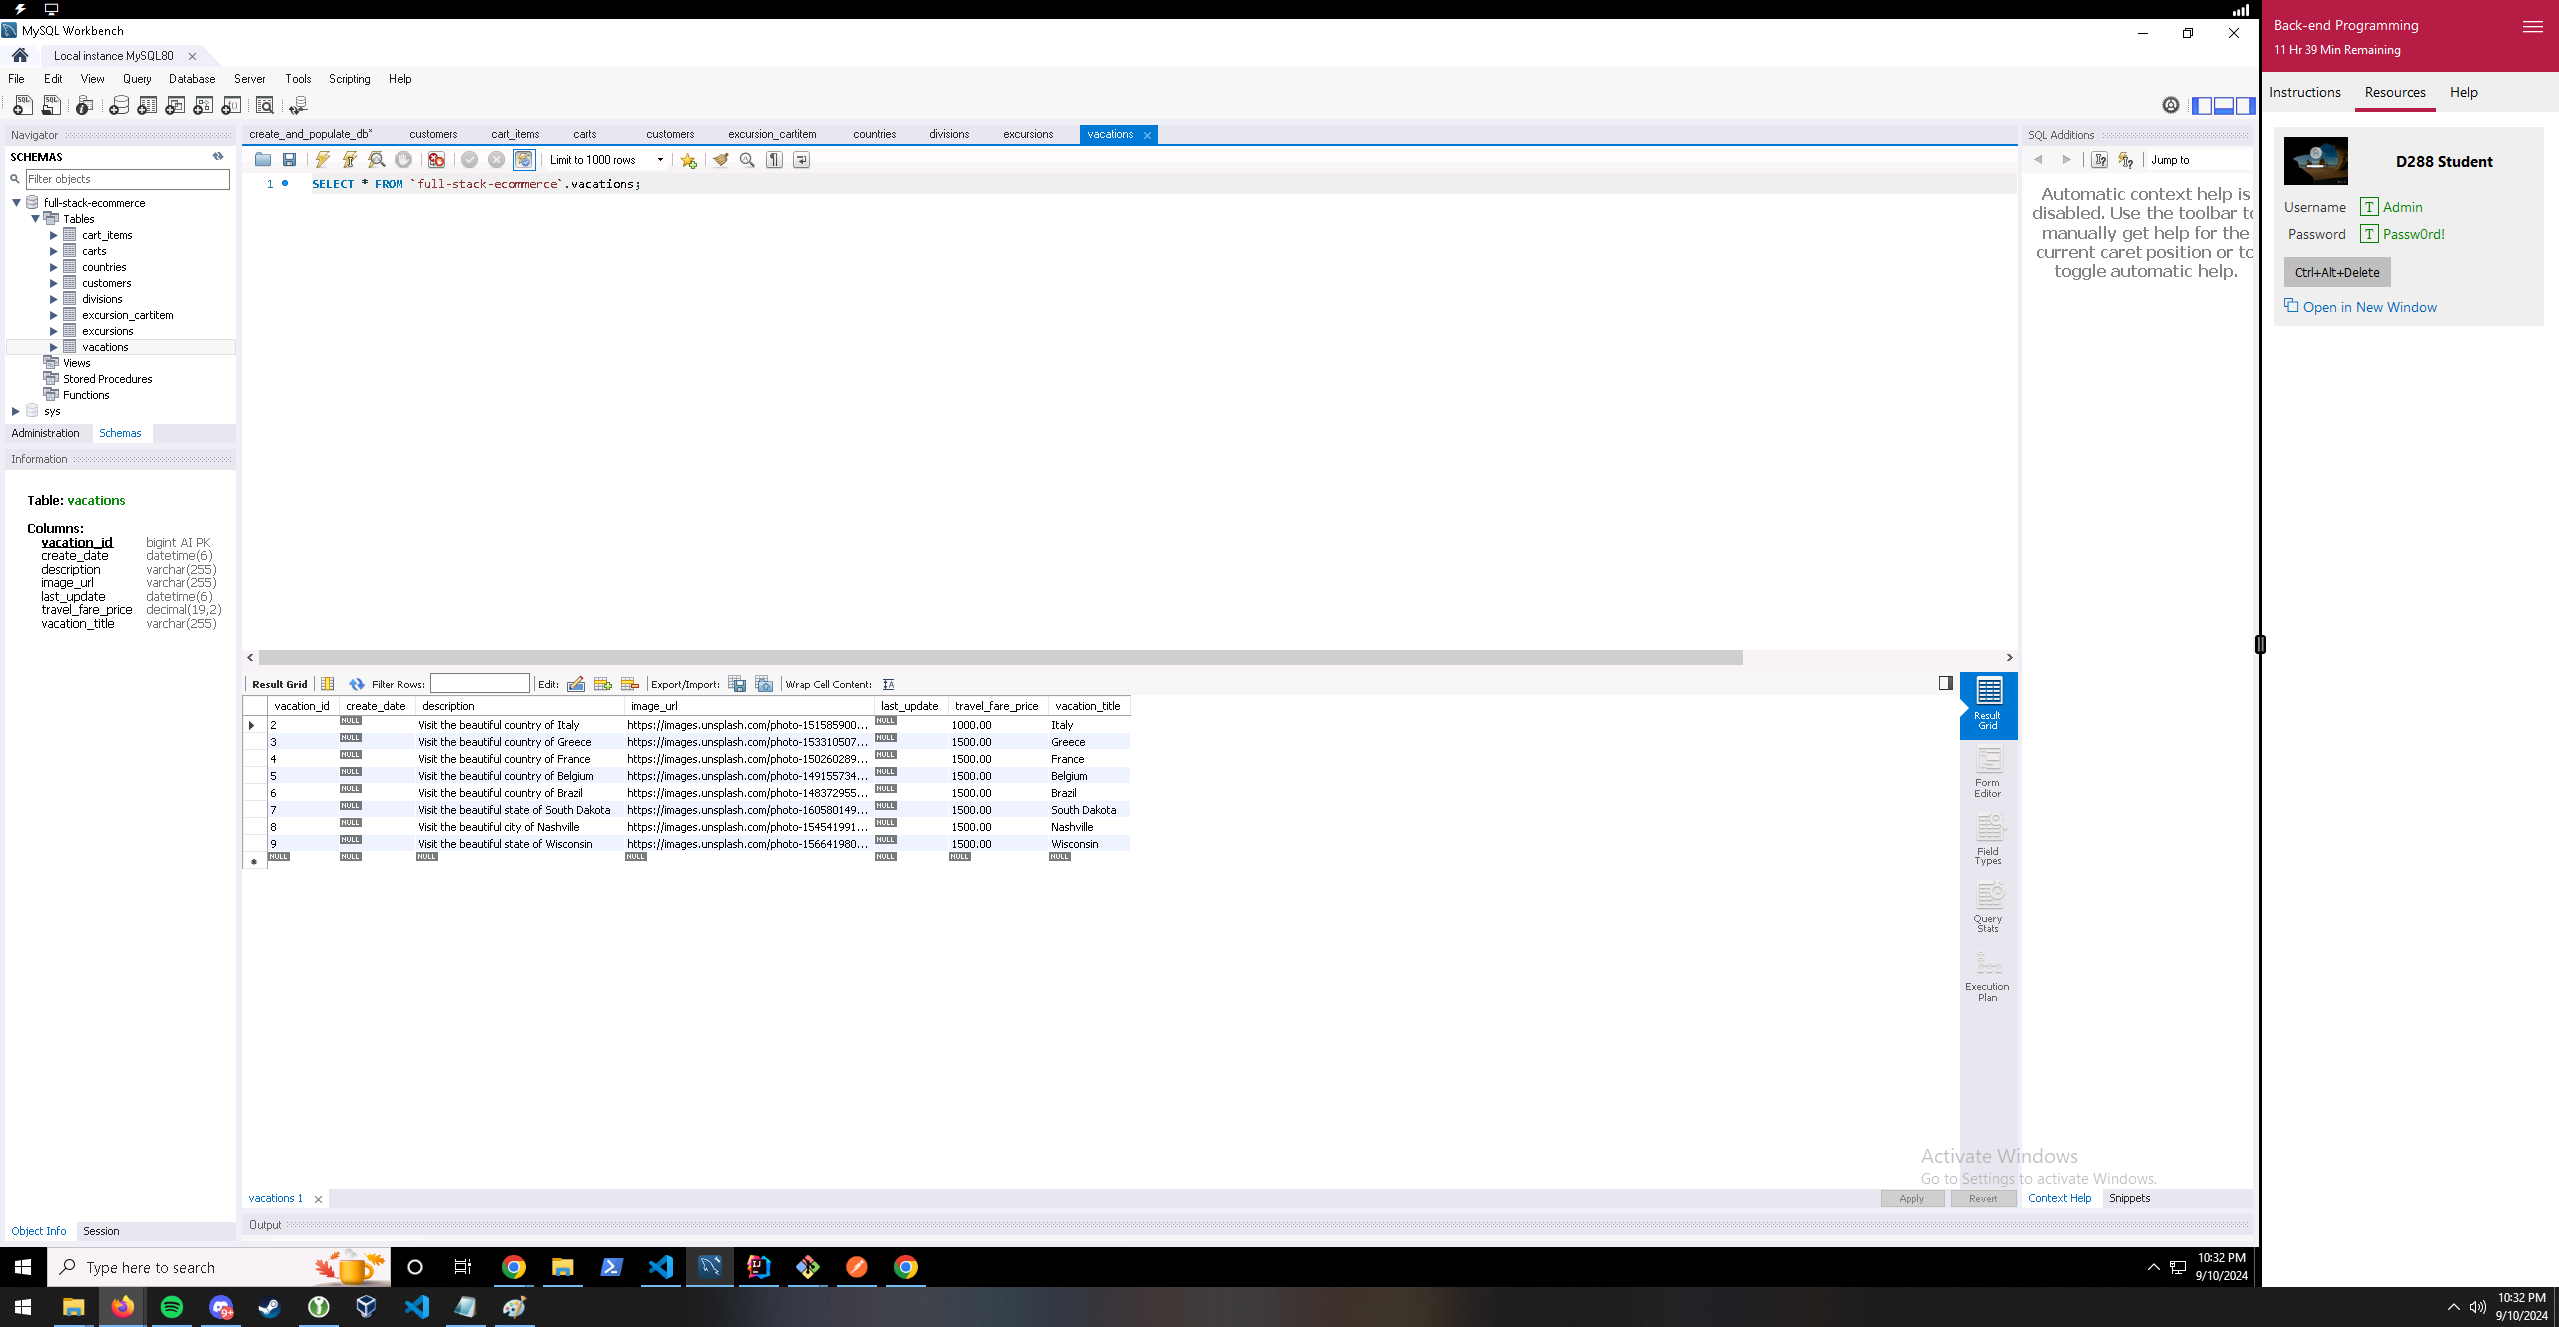 MySQL Workbench
Local instance MySQL80
File Edit View Query Database Server Tools Scripting Help
Navigator
SCHEMAS
Filter objects
full-stack-ecommerce
Tables
cart_items
carts
countries
customers
divisions
excursion_cartitem
excursions
vacations
Views
Stored Procedures
Functions
sys
Administration Schemas
Information
Table: vacations
Columns:
vacation_id bigint AI PK
create_date datetime(6)
description varchar(255)
image_url varchar(255)
last_update datetime(6)
travel_fare_price decimal(19,2)
vacation_title varchar(255)
Object Info Session
create_and_populate_db* customers cart_items carts customers excursion_cartitem countries divisions excursions vacations
Limit to 1000 rows
1 SELECT * FROM `full-stack-ecommerce`.vacations;
Result Grid Filter Rows: Edit: Export/Import: Wrap Cell Content:
vacation_id create_date description image_url last_update travel_fare_price vacation_title
2 NULL Visit the beautiful country of Italy https://images.unsplash.com/photo-151585900... NULL 1000.00 Italy
3 NULL Visit the beautiful country of Greece https://images.unsplash.com/photo-153310507... NULL 1500.00 Greece
4 NULL Visit the beautiful country of France https://images.unsplash.com/photo-150260289... NULL 1500.00 France
5 NULL Visit the beautiful country of Belgium https://images.unsplash.com/photo-149155734... NULL 1500.00 Belgium
6 NULL Visit the beautiful country of Brazil https://images.unsplash.com/photo-148372955... NULL 1500.00 Brazil
7 NULL Visit the beautiful state of South Dakota https://images.unsplash.com/photo-160580149... NULL 1500.00 South Dakota
8 NULL Visit the beautiful city of Nashville https://images.unsplash.com/photo-154541991... NULL 1500.00 Nashville
9 NULL Visit the beautiful state of Wisconsin https://images.unsplash.com/photo-156641980... NULL 1500.00 Wisconsin
NULL NULL NULL NULL NULL NULL NULL
Result
Grid
Form
Editor
Field
Types
Query
Stats
Execution
Plan
vacations 1
Apply Revert
Output
SQL Additions
Jump to
Automatic context help is
disabled. Use the toolbar to
manually get help for the
current caret position or to
toggle automatic help.
Activate Windows
Go to Settings to activate Windows.
Context Help Snippets
Back-end Programming
11 Hr 39 Min Remaining
Instructions Resources Help
D288 Student
Username T Admin
Password T Passw0rd!
Ctrl+Alt+Delete
Open in New Window
Type here to search
10:32 PM
9/10/2024
9+
10:32 PM
9/10/2024